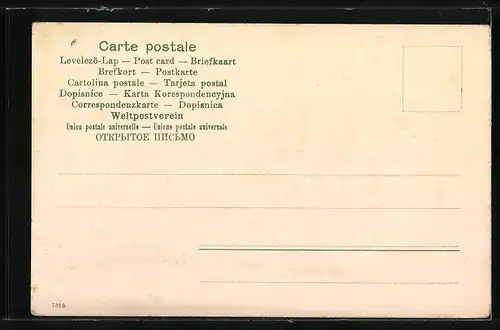 Carte postale
Levelező-Lap — Post card — Briefkaart
Brefkort — Postkarte
Cartolina postale — Tarjeta postal
Dopisnice — Karta Korespondencyjna
Correspondenzkarte — Dopisnica
Weltpostverein
Union postale universelle — Unione postale universale
ОТКРЫТОЕ ПИСЬМО